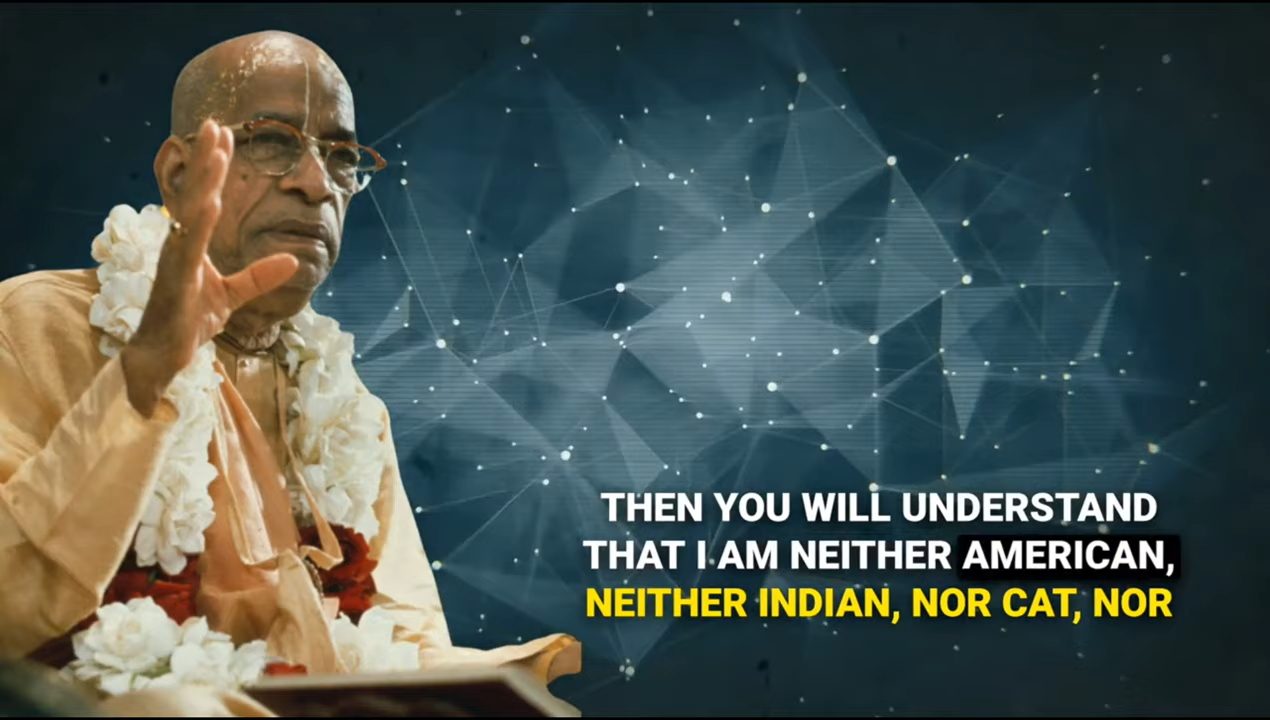 THEN YOU WILL UNDERSTAND
THAT I AM NEITHER AMERICAN,
NEITHER INDIAN, NOR CAT, NOR